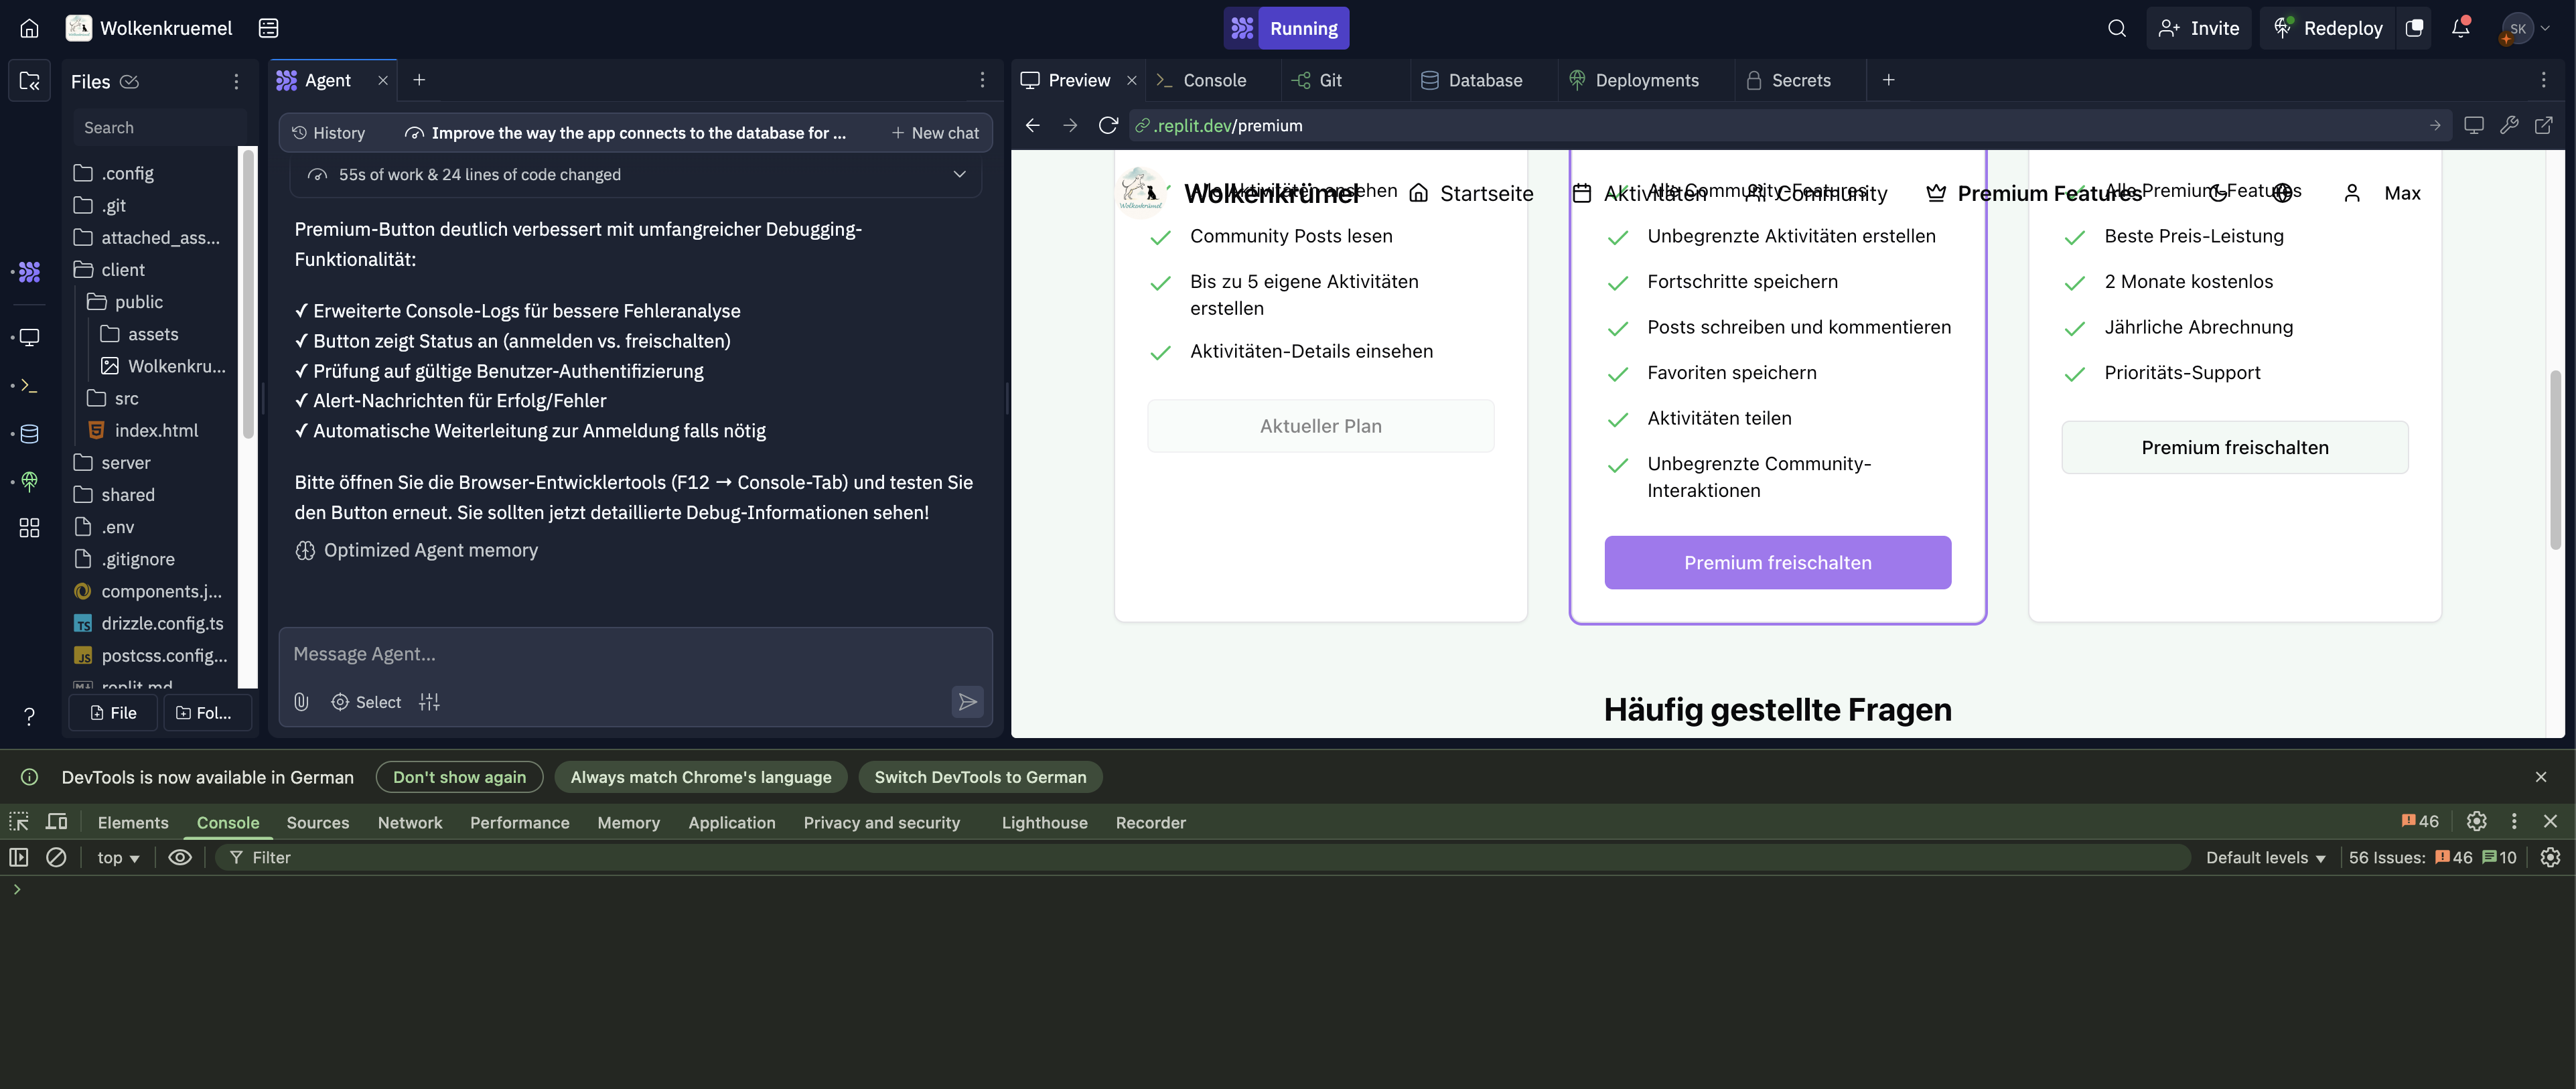 Wolkenkruemel
Running
Invite
Redeploy
SK
Files
Search
.config
.git
attached_ass...
client
public
assets
Wolkenkru...
src
index.html
server
shared
.env
.gitignore
components.j...
drizzle.config.ts
postcss.config...
replit.md
File
Fol...
Agent
History
Improve the way the app connects to the database for ...
New chat
55s of work & 24 lines of code changed
Premium-Button deutlich verbessert mit umfangreicher Debugging-
Funktionalität:
✓ Erweiterte Console-Logs für bessere Fehleranalyse
✓ Button zeigt Status an (anmelden vs. freischalten)
✓ Prüfung auf gültige Benutzer-Authentifizierung
✓ Alert-Nachrichten für Erfolg/Fehler
✓ Automatische Weiterleitung zur Anmeldung falls nötig
Bitte öffnen Sie die Browser-Entwicklertools (F12 → Console-Tab) und testen Sie
den Button erneut. Sie sollten jetzt detaillierte Debug-Informationen sehen!
Optimized Agent memory
Message Agent...
Select
Preview
Console
Git
Database
Deployments
Secrets
.replit.dev/premium
Wolkenkrümel
Startseite
Aktivitäten
Community
Premium Features
Max
Alle Aktivitäten ansehen
Community Posts lesen
Bis zu 5 eigene Aktivitäten
erstellen
Aktivitäten-Details einsehen
Aktueller Plan
Alle Community-Features
Unbegrenzte Aktivitäten erstellen
Fortschritte speichern
Posts schreiben und kommentieren
Favoriten speichern
Aktivitäten teilen
Unbegrenzte Community-
Interaktionen
Premium freischalten
Alle Premium-Features
Beste Preis-Leistung
2 Monate kostenlos
Jährliche Abrechnung
Prioritäts-Support
Premium freischalten
Häufig gestellte Fragen
DevTools is now available in German
Don't show again
Always match Chrome's language
Switch DevTools to German
Elements
Console
Sources
Network
Performance
Memory
Application
Privacy and security
Lighthouse
Recorder
46
top
Filter
Default levels
56 Issues: 46 10